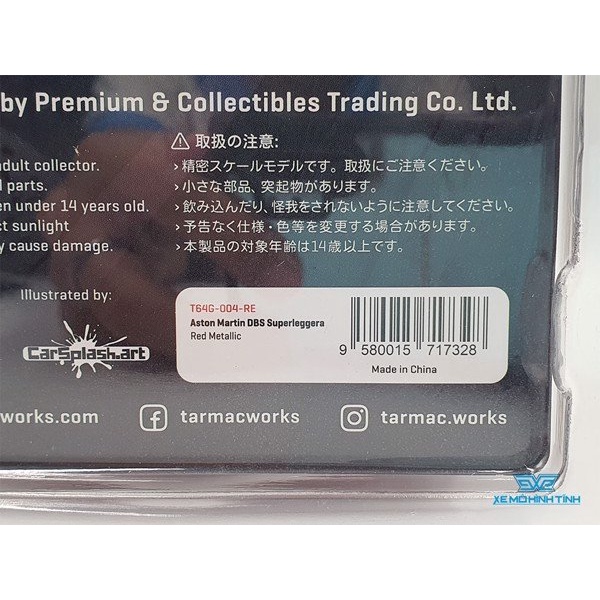 by Premium & Collectibles Trading Co. Ltd.
adult collector.
parts.
under 14 years old.
sunlight
cause damage.
⚠ 取扱の注意:
›精密スケールモデルです。取扱にご注意ください。
›小さな部品、突起物があります。
›飲み込んだり、怪我をされないように注意してください。
›予告なく仕様・色等を変更する場合があります。
›本製品の対象年齢は14歳以上です。
Illustrated by:
CarSplash.art
T64G-004-RE
Aston Martin DBS Superleggera
Red Metallic
9 580015 717328
Made in China
works.com
tarmacworks
tarmac.works
XEMOHINHTINH